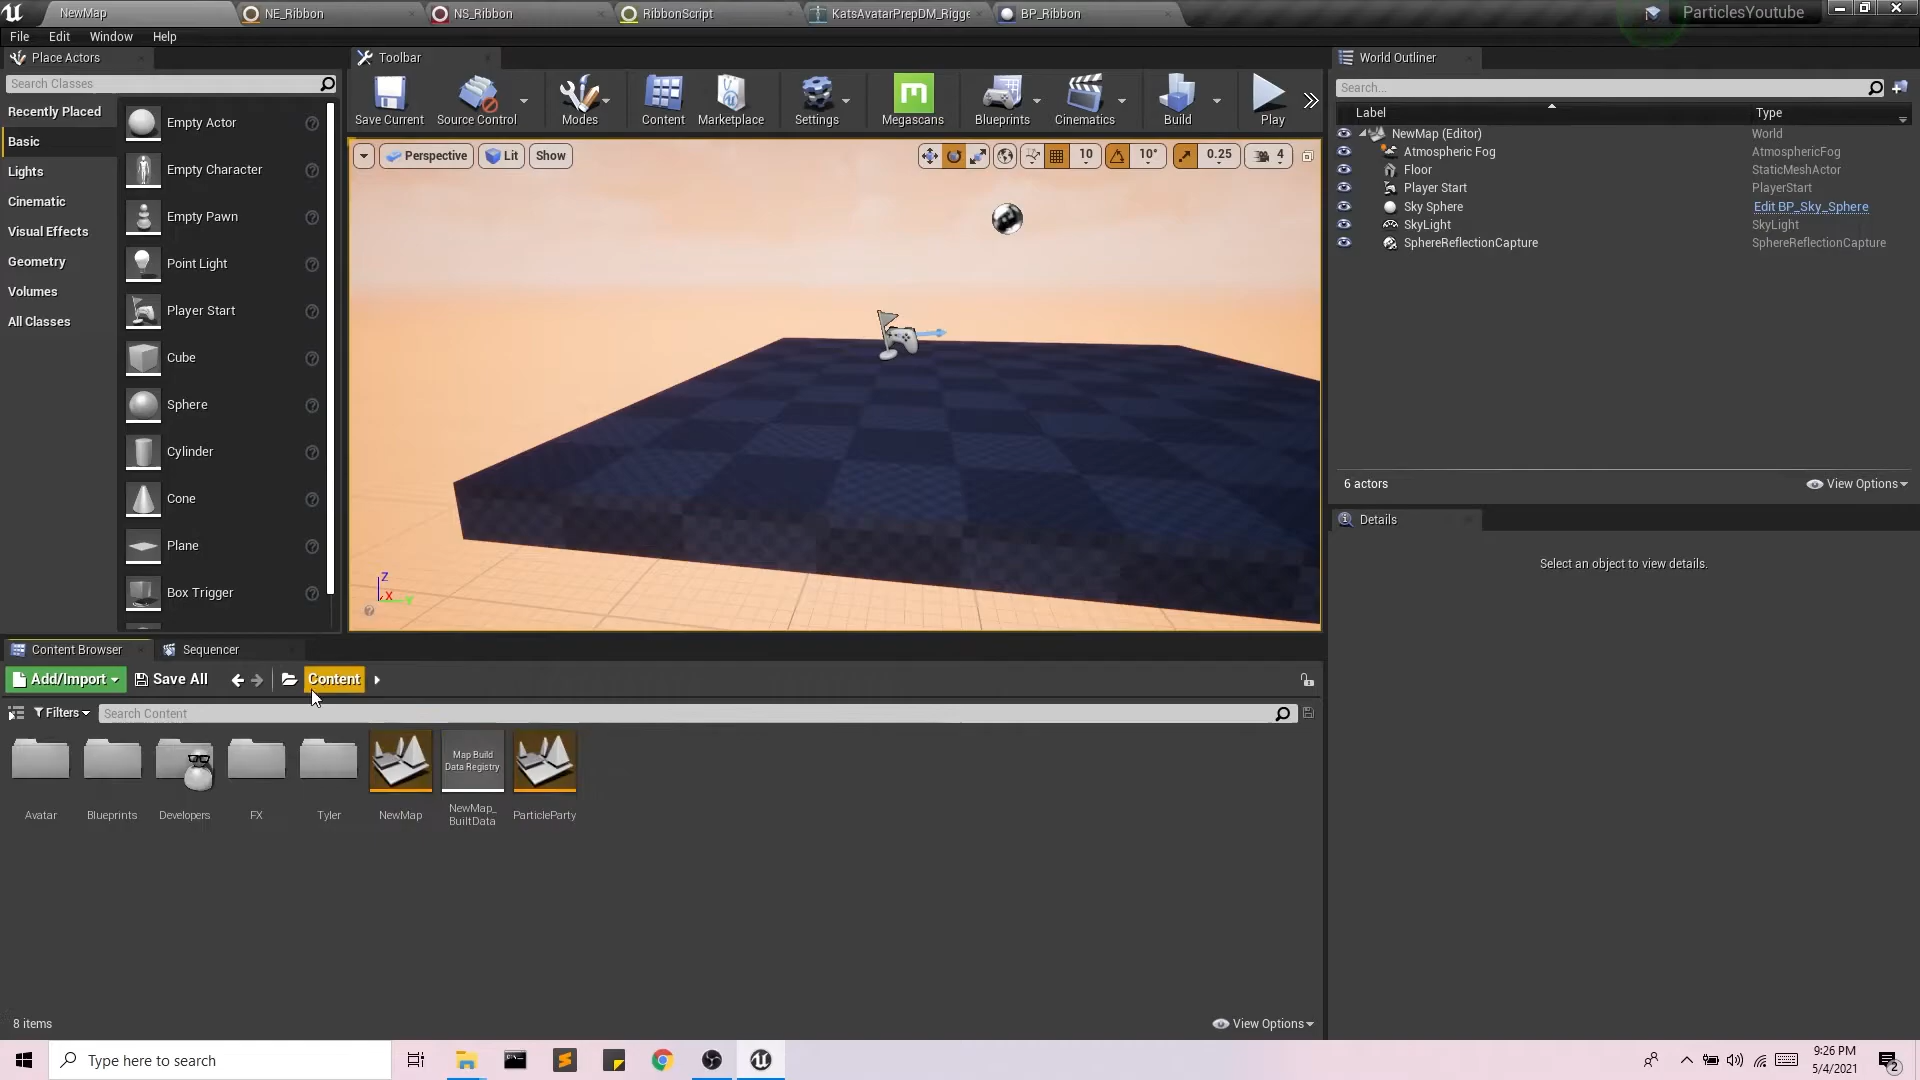 NewMap
NE_Ribbon
NS_Ribbon
RibbonScript
KatsAvatarPrepDM_Rigge
BP_Ribbon
ParticlesYoutube
File Edit Window Help
Place Actors
Toolbar
World Outliner
Search Classes
Recently Placed
Basic
Lights
Cinematic
Visual Effects
Geometry
Volumes
All Classes
Empty Actor
Empty Character
Empty Pawn
Point Light
Player Start
Cube
Sphere
Cylinder
Cone
Plane
Box Trigger
Save Current
Source Control
Modes
Content
Marketplace
Settings
Megascans
Blueprints
Cinematics
Build
Play
Perspective
Lit
Show
10
10°
0.25
4
Z
X
Y
Search...
Label Type
NewMap (Editor) World
Atmospheric Fog AtmosphericFog
Floor StaticMeshActor
Player Start PlayerStart
Sky Sphere Edit BP_Sky_Sphere
SkyLight SkyLight
SphereReflectionCapture SphereReflectionCapture
6 actors
View Options
Details
Select an object to view details.
Content Browser
Sequencer
Add/Import
Save All
Content
Filters
Search Content
Map Build
Data Registry
Avatar
Blueprints
Developers
FX
Tyler
NewMap
NewMap_
BuiltData
ParticleParty
8 items
View Options
Type here to search
9:26 PM
5/4/2021
2